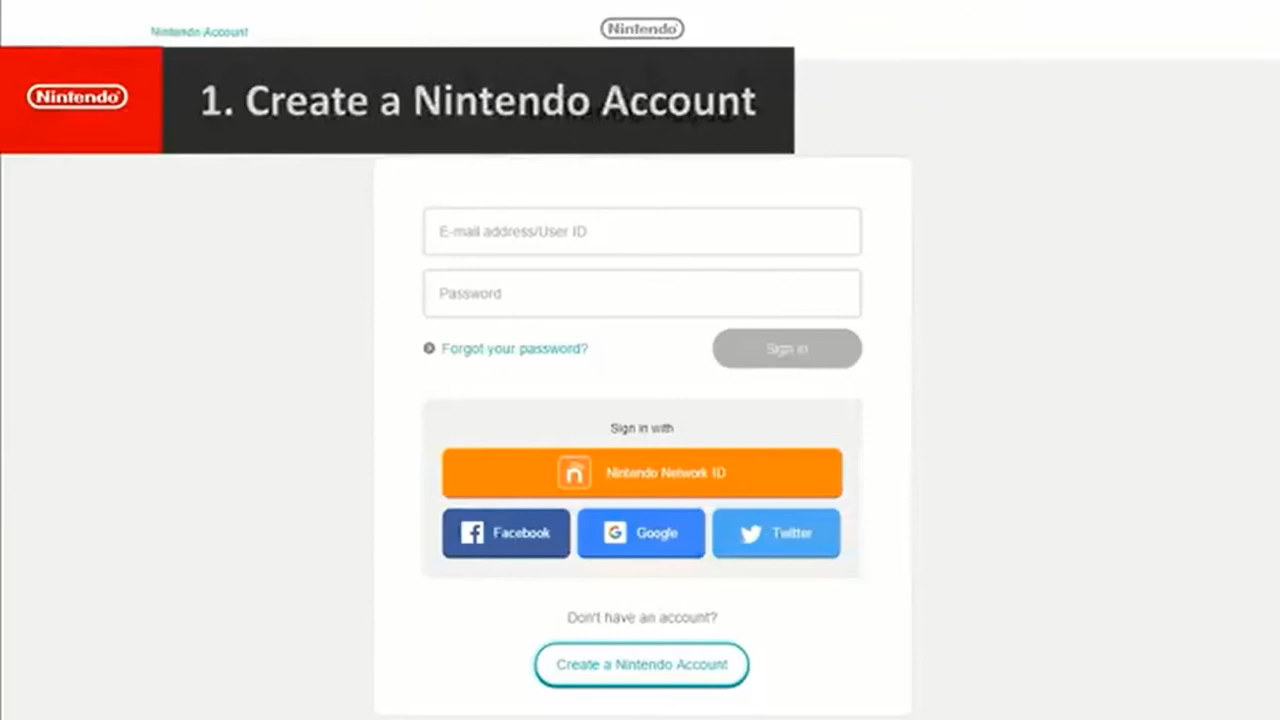 Nintendo Account
Nintendo
Nintendo
1. Create a Nintendo Account
E-mail address/User ID
Password
Forgot your password?
Sign in
Sign in with
Nintendo Network ID
Facebook
Google
Twitter
Don't have an account?
Create a Nintendo Account